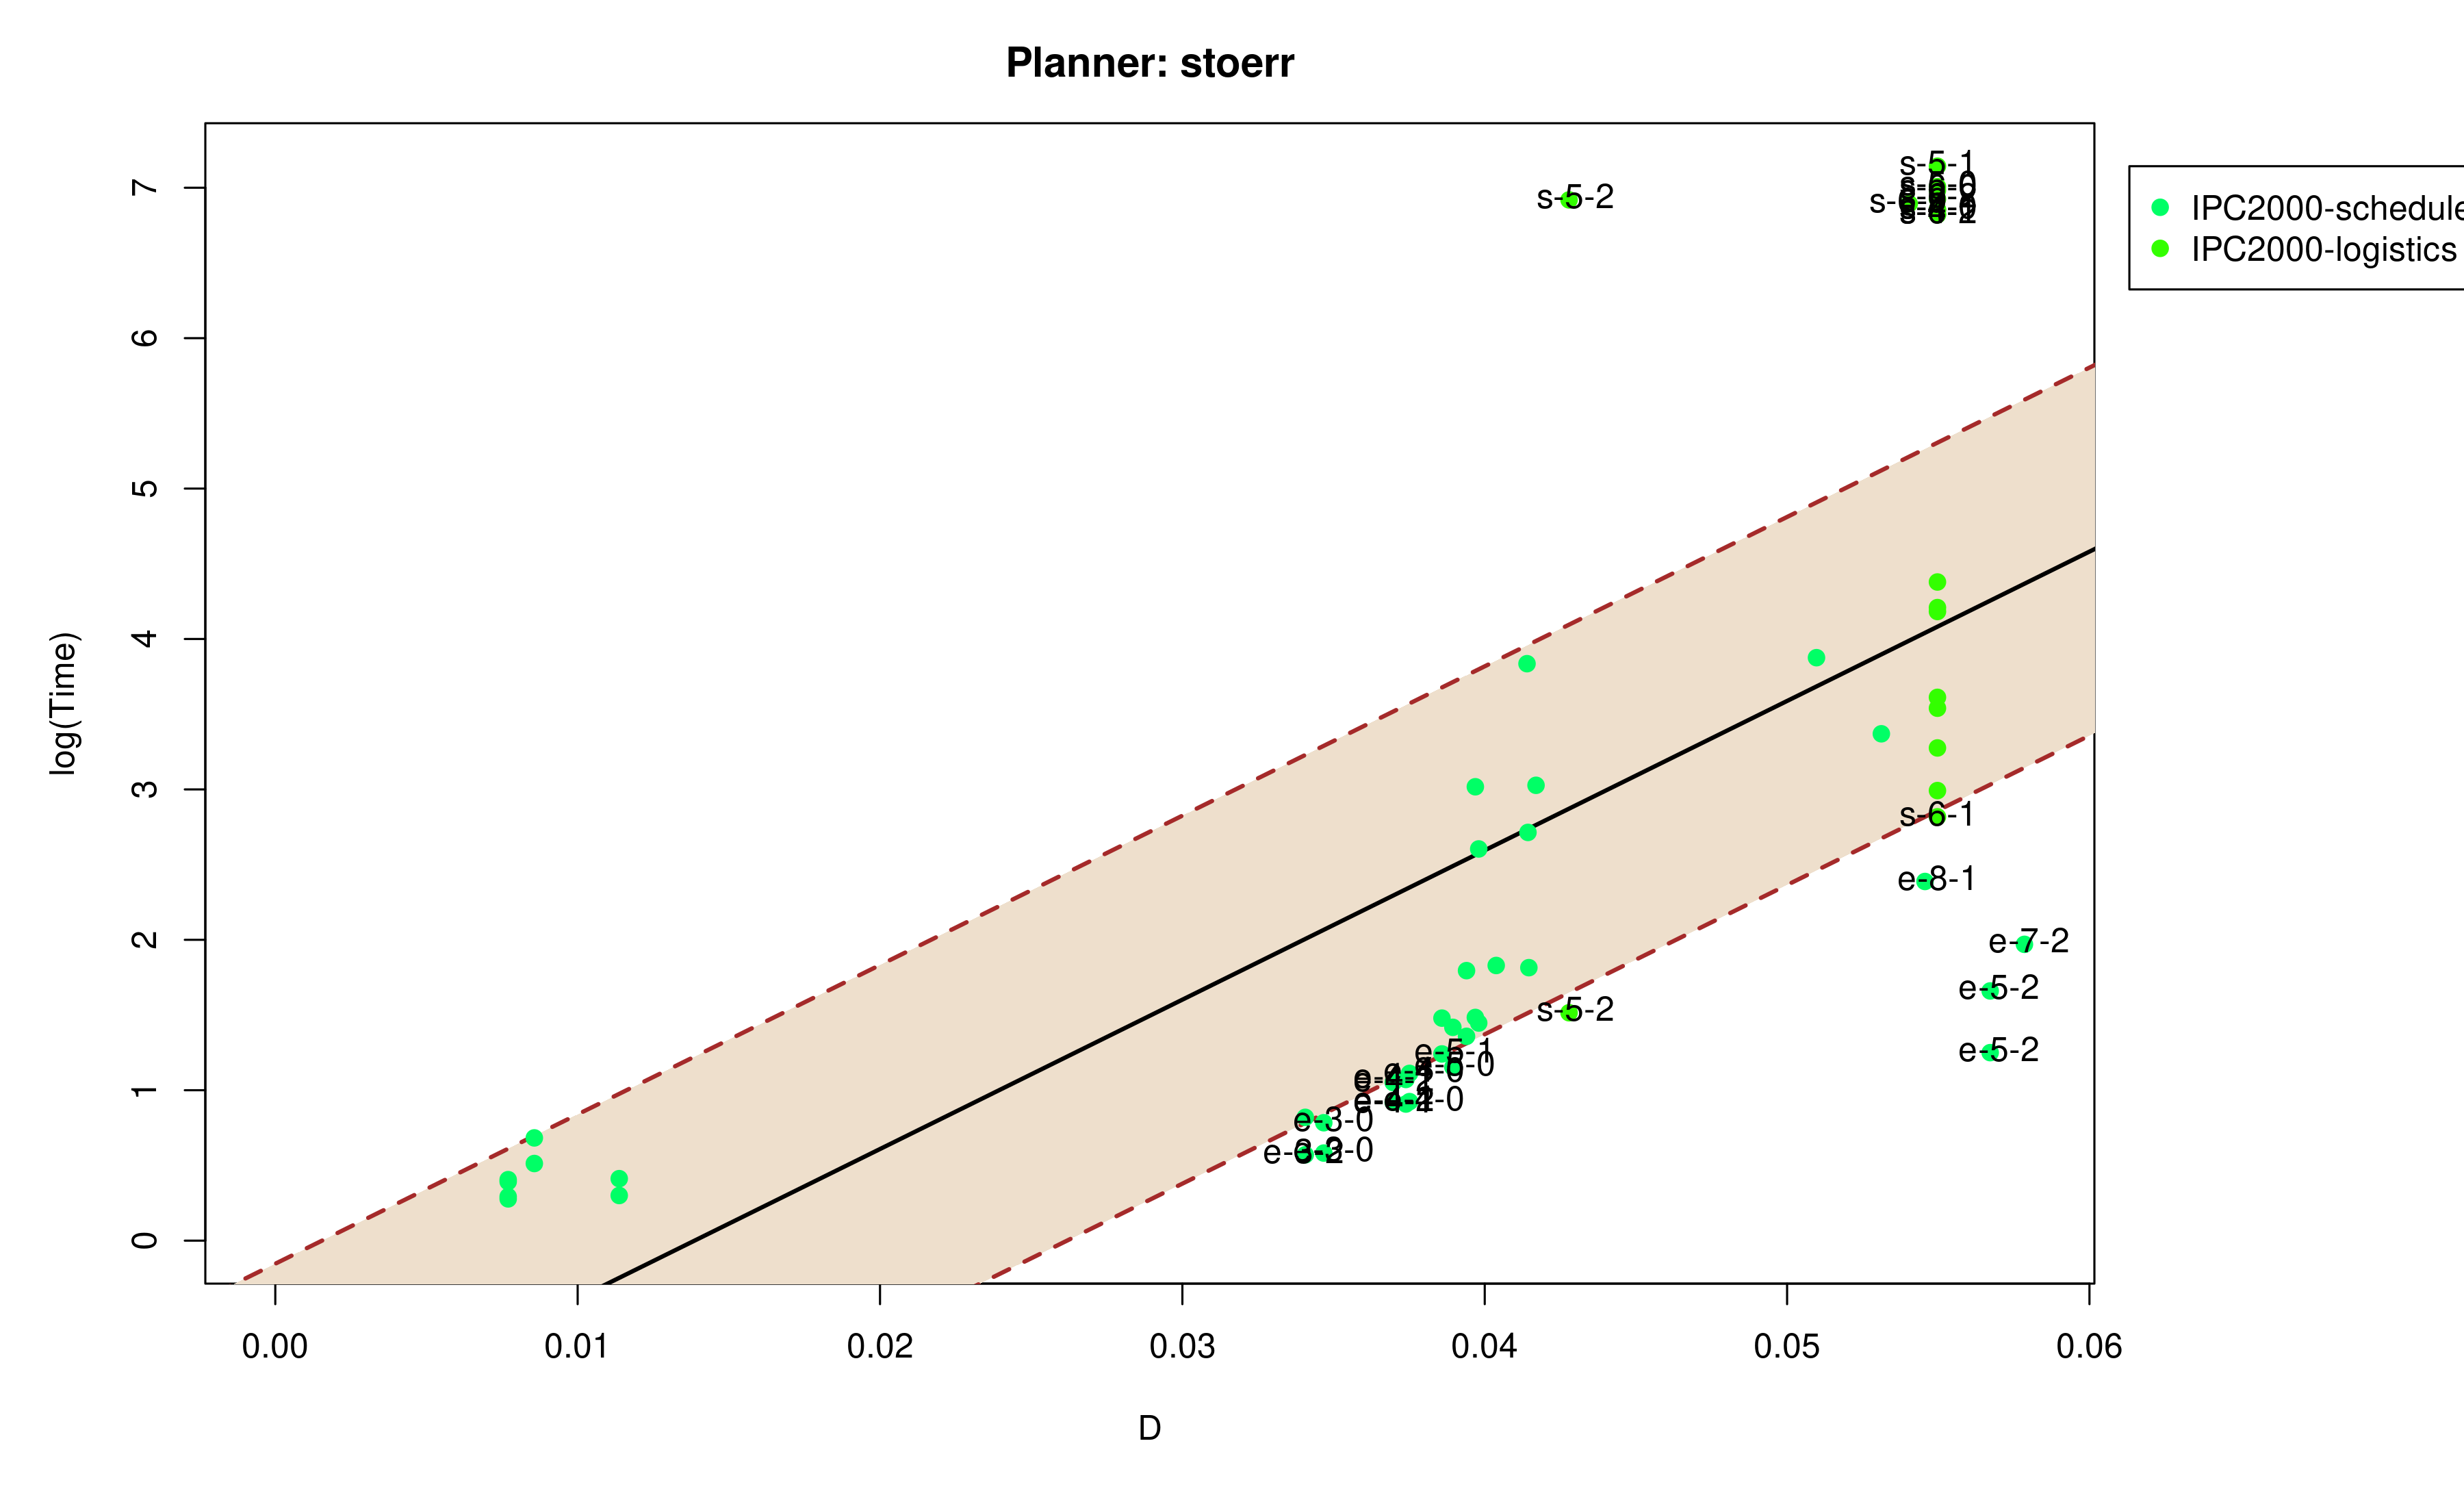 Planner: stoerr
s-5-1
s-5-2
IPC2000-schedule
IPC2000-logistics
7
6
5
4
3
2
1
0
log(Time)
s-6-1
e-8-1
e-7-2
e-5-2
s-5-2
e-5-2
e-5-1
e-3-0
0.00
0.01
0.02
0.03
0.04
0.05
0.06
D